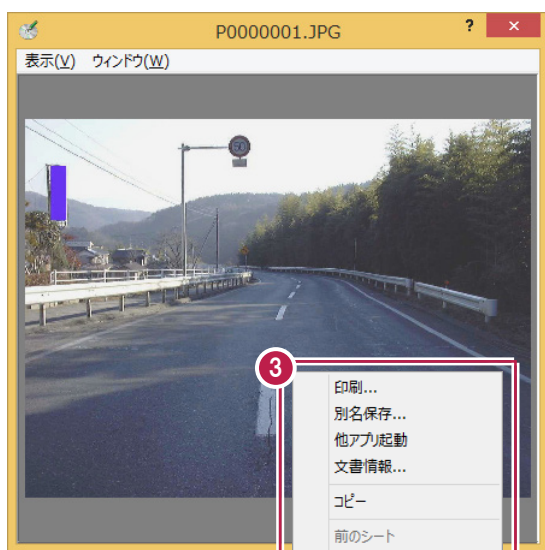 P0000001.JPG ? ×
表示(V) ウィンドウ(W)
50
3
印刷...
別名保存...
他アプリ起動
文書情報...
コピー
前のシート